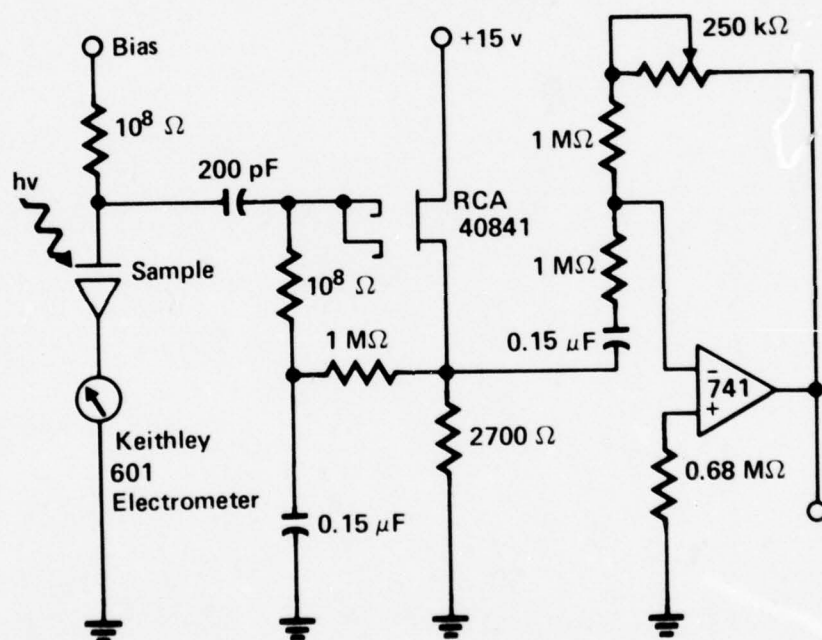 Bias
+15 v
250 kΩ
10⁸ Ω
1 MΩ
200 pF
hv
RCA
40841
Sample
10⁸ Ω
1 MΩ
1 MΩ
0.15 μF
−
741
+
2700 Ω
Keithley
601
Electrometer
0.68 MΩ
0.15 μF